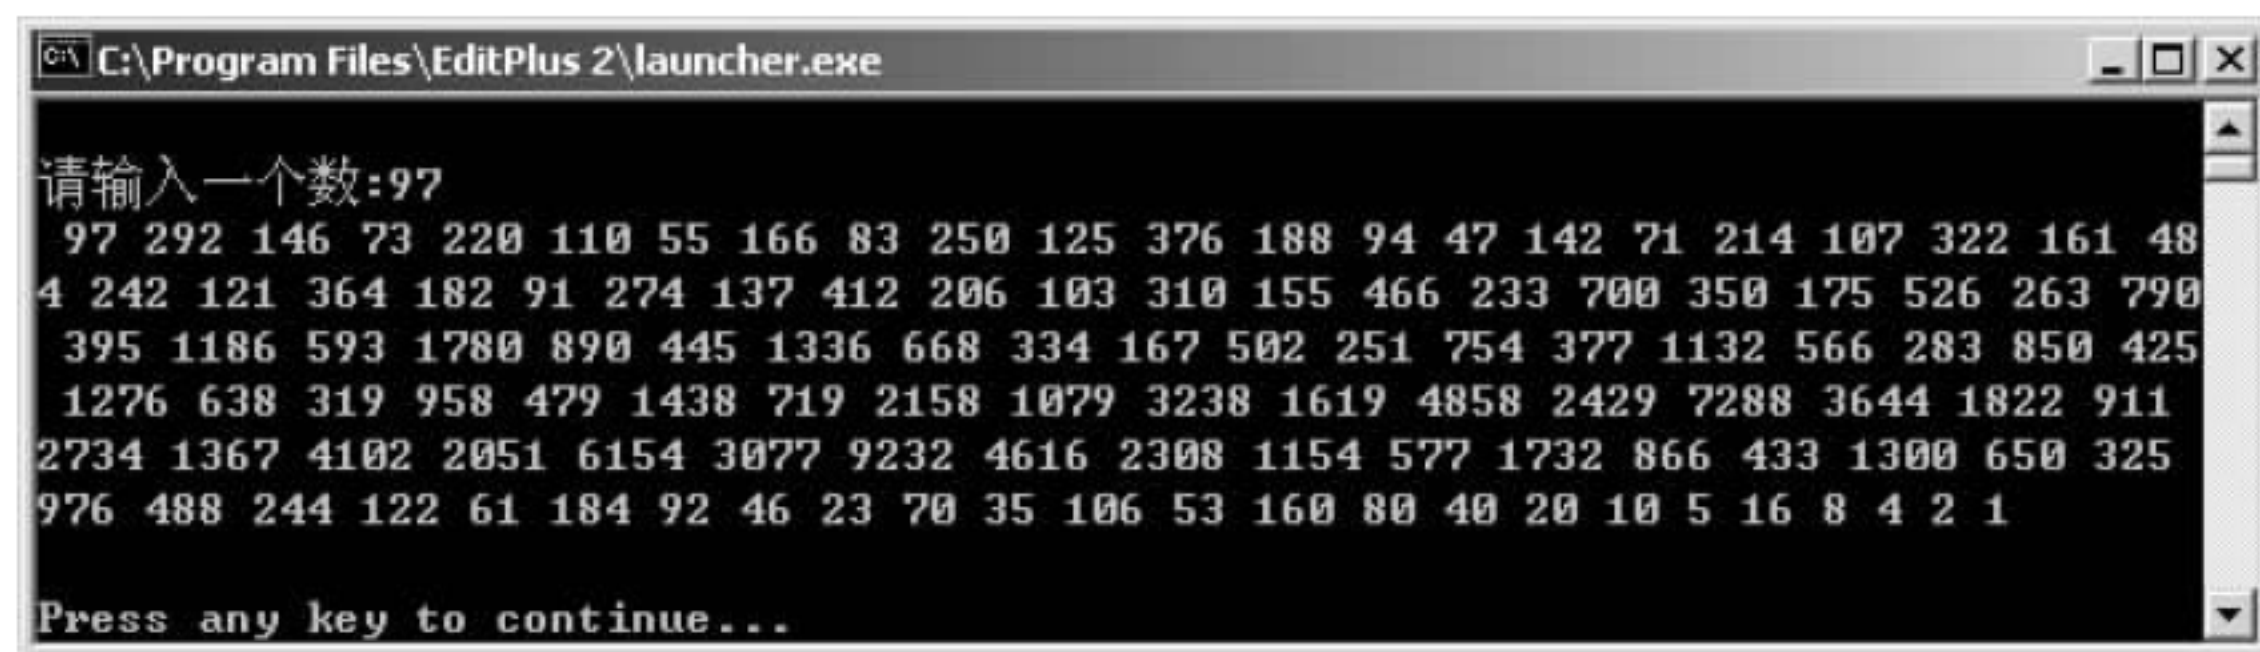 C:\Program Files\EditPlus 2\launcher.exe
请输入一个数:97
97 292 146 73 220 110 55 166 83 250 125 376 188 94 47 142 71 214 107 322 161 48
4 242 121 364 182 91 274 137 412 206 103 310 155 466 233 700 350 175 526 263 790
395 1186 593 1780 890 445 1336 668 334 167 502 251 754 377 1132 566 283 850 425
1276 638 319 958 479 1438 719 2158 1079 3238 1619 4858 2429 7288 3644 1822 911
2734 1367 4102 2051 6154 3077 9232 4616 2308 1154 577 1732 866 433 1300 650 325
976 488 244 122 61 184 92 46 23 70 35 106 53 160 80 40 20 10 5 16 8 4 2 1
Press any key to continue...